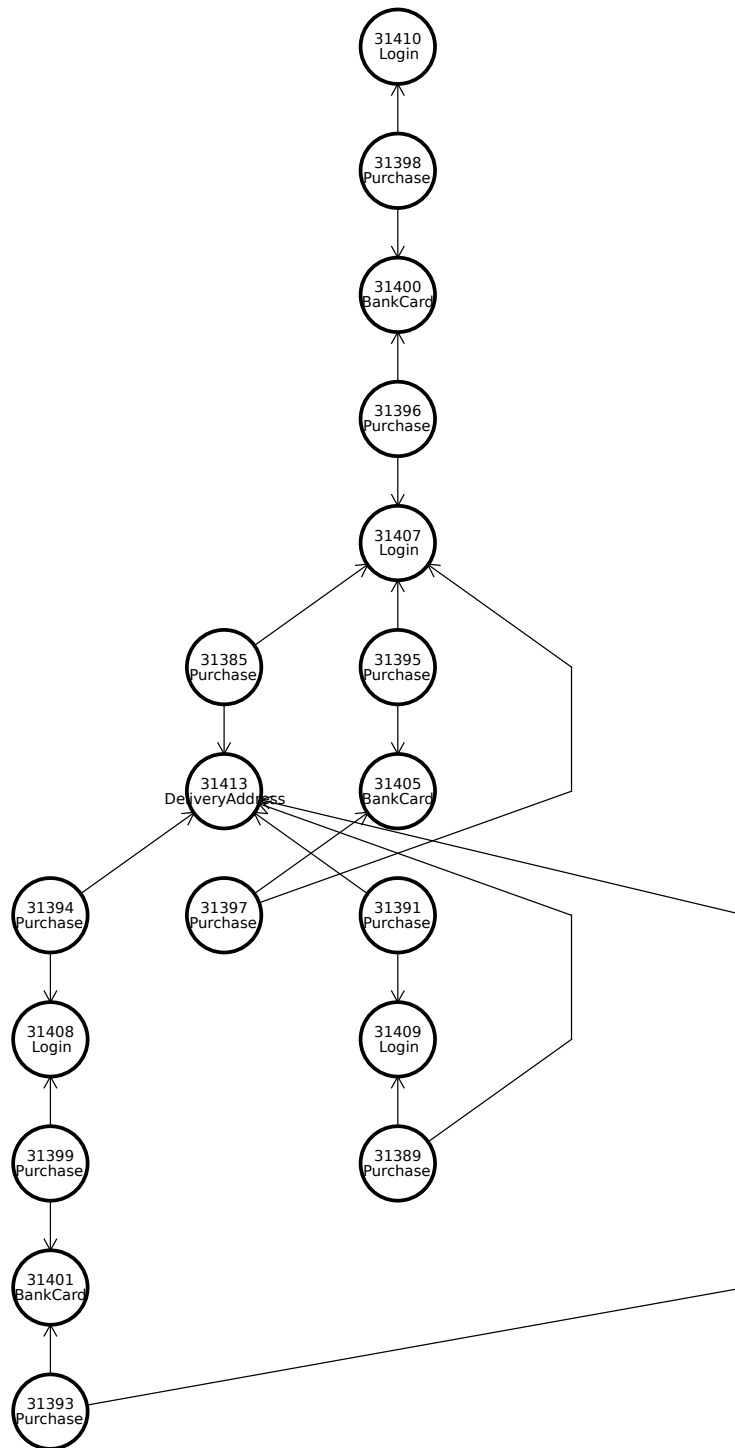 31410
Login
31398
Purchase
31400
BankCard
31396
Purchase
31407
Login
31385
Purchase
31395
Purchase
31413
DeliveryAddress
31405
BankCard
31394
Purchase
31397
Purchase
31391
Purchase
31408
Login
31409
Login
31399
Purchase
31389
Purchase
31401
BankCard
31393
Purchase